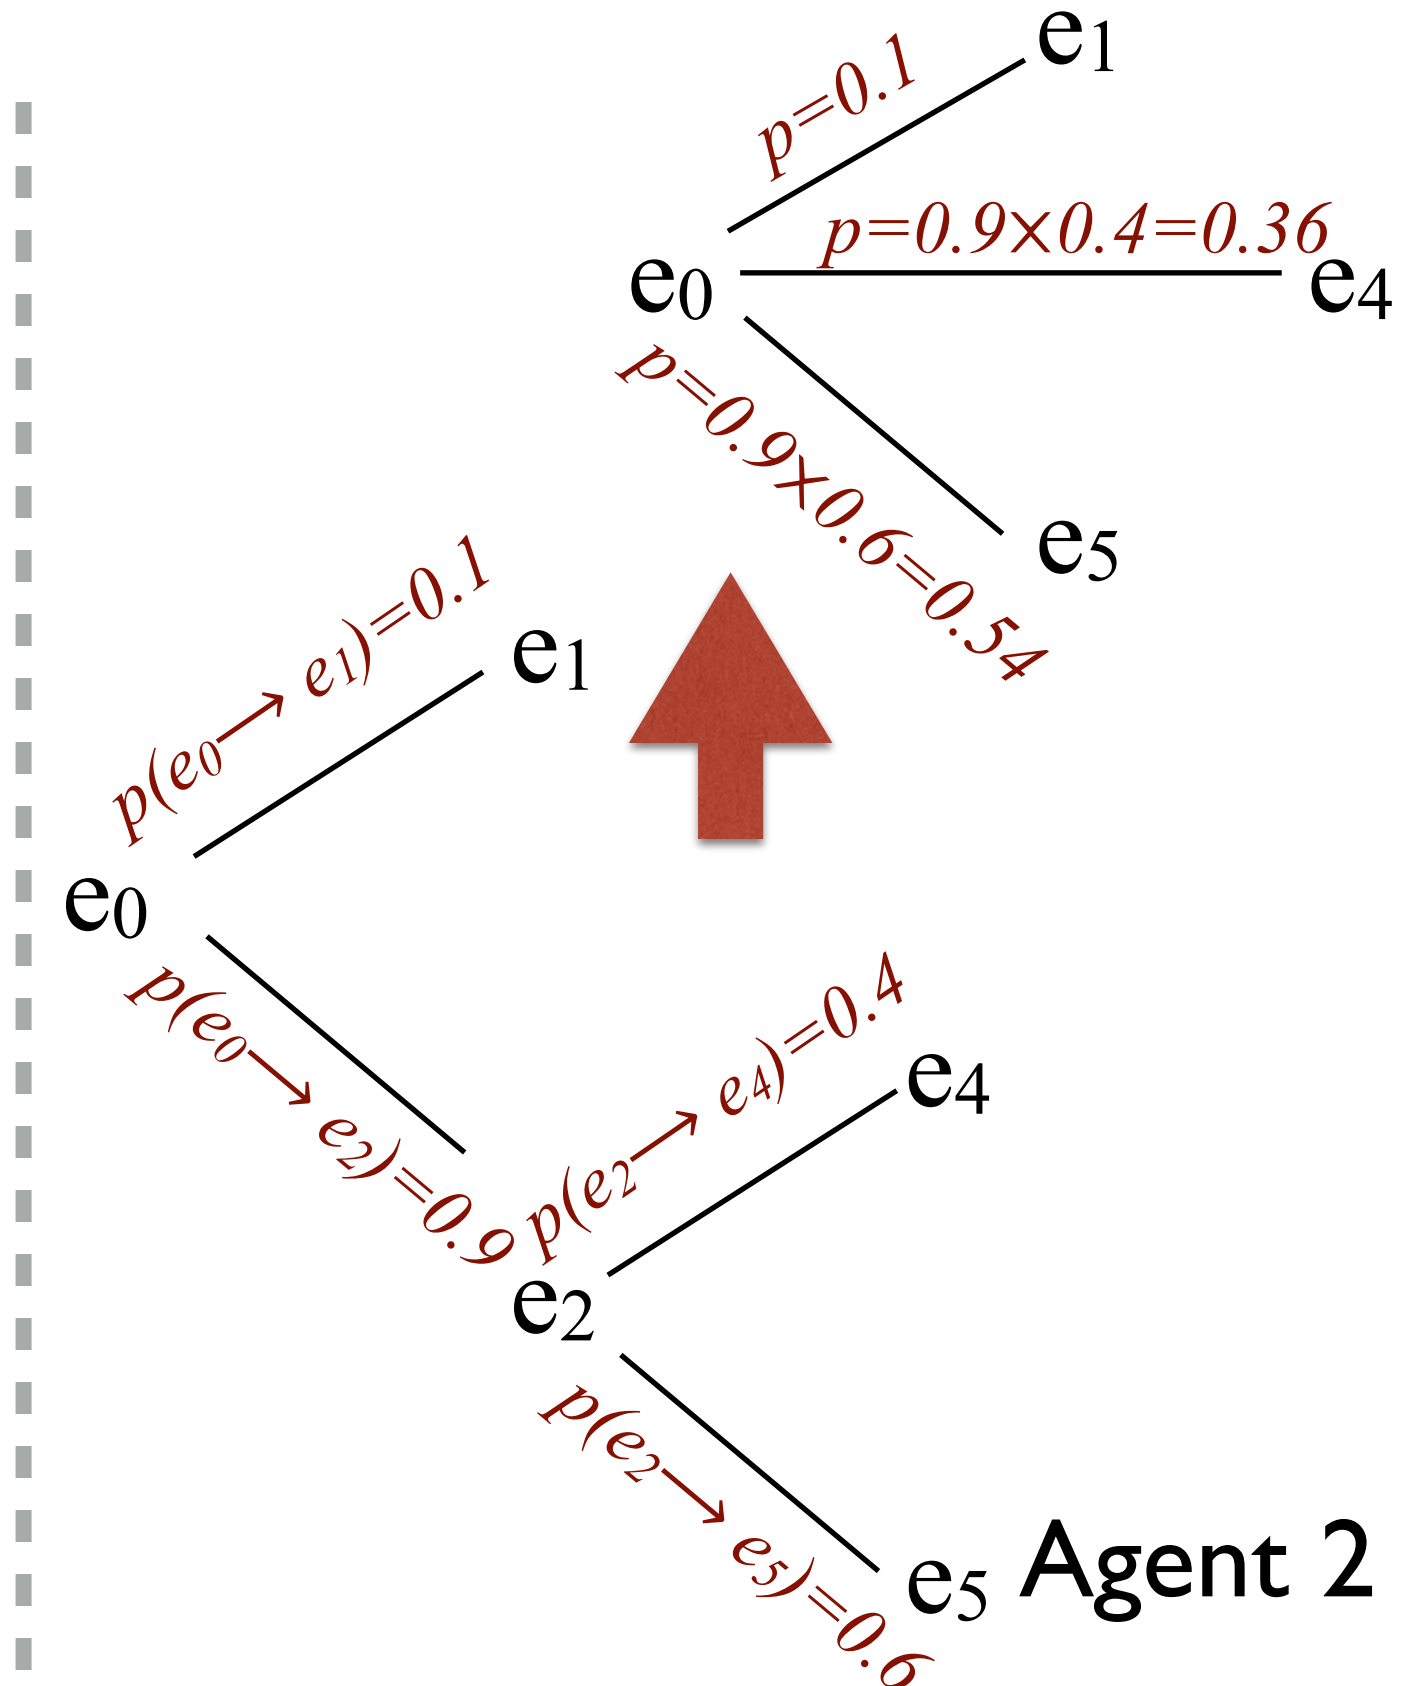 e₁
p=0.1
p=0.9×0.4=0.36
e₀
e₄
p=0.9×0.6=0.54
e₅
p(e₀→ e₁)=0.1
e₁
e₀
p(e₀→ e₂)=0.9
p(e₂→ e₄)=0.4
e₄
e₂
p(e₂→ e₅)=0.6
e₅ Agent 2